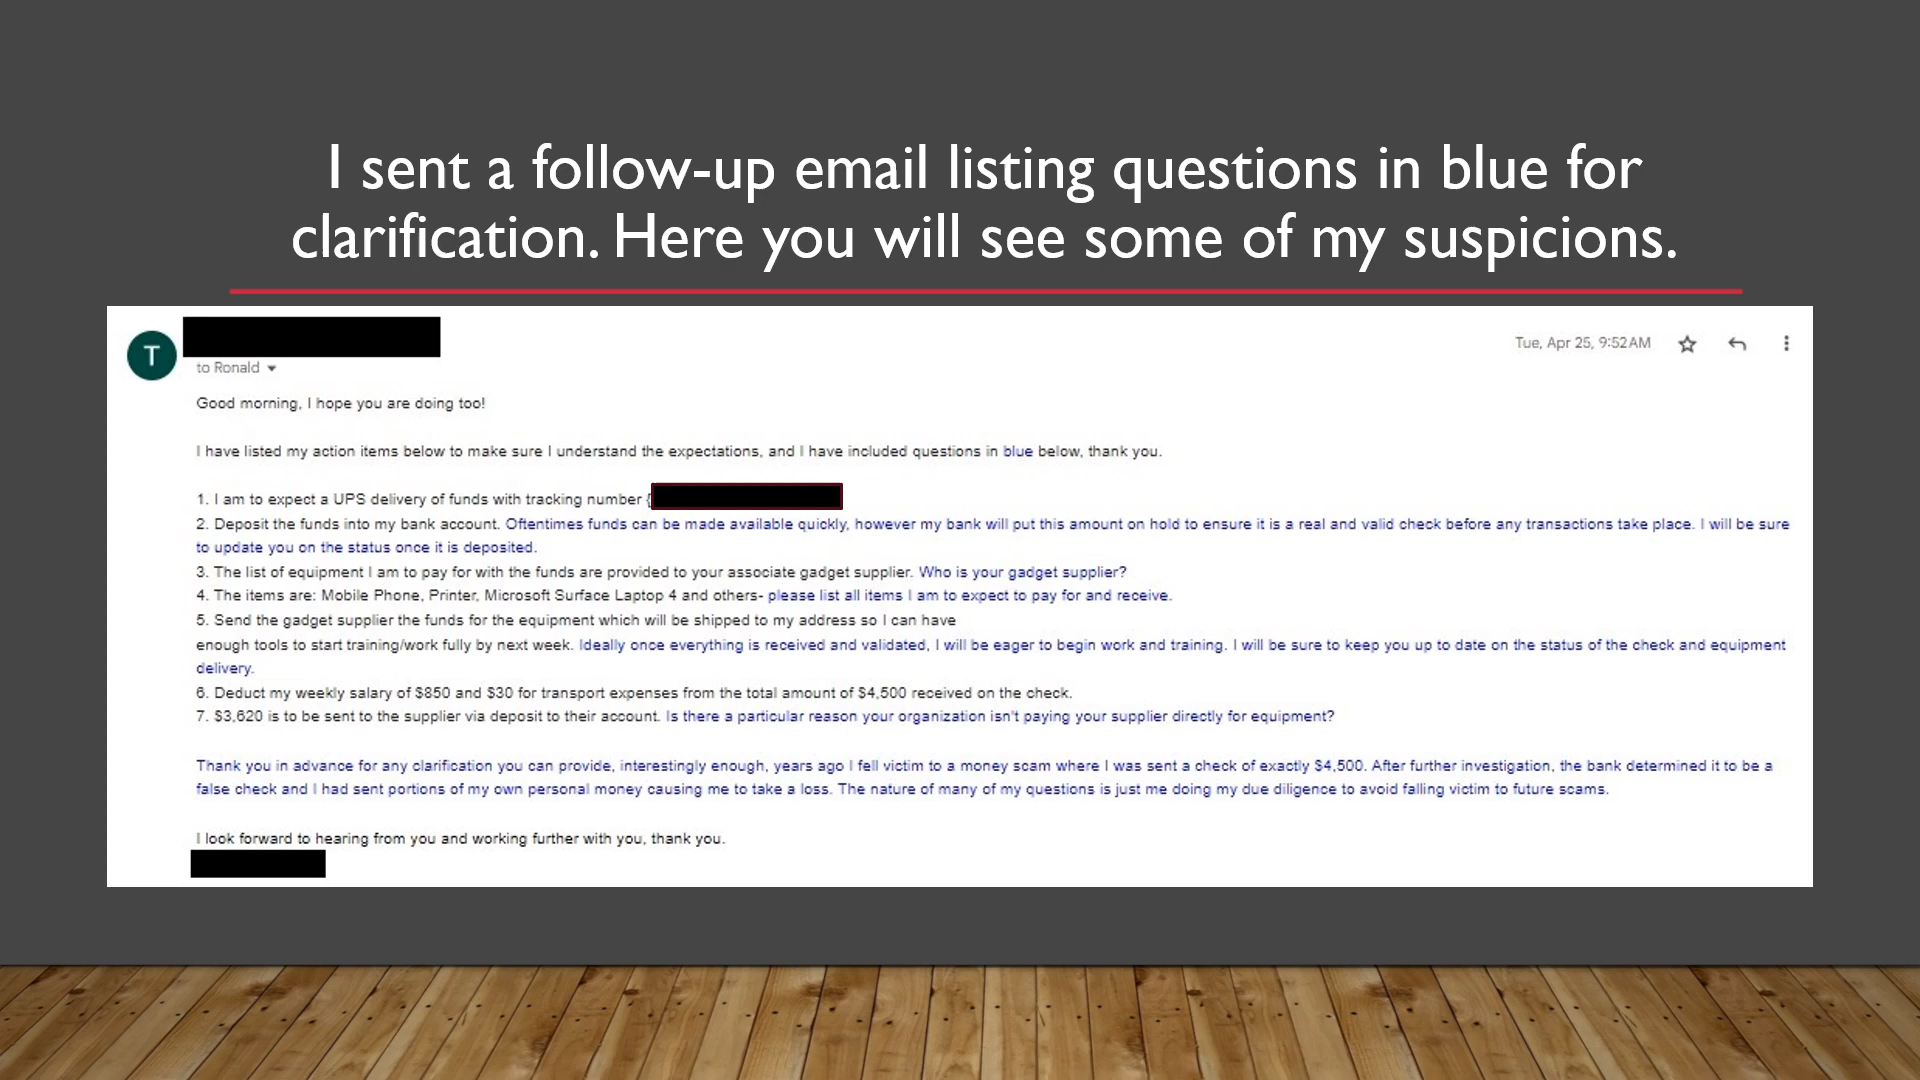 I sent a follow-up email listing questions in blue for
clarification. Here you will see some of my suspicions.
T
Tue, Apr 25, 9:52 AM
to Ronald
Good morning, I hope you are doing too!
I have listed my action items below to make sure I understand the expectations, and I have included questions in blue below, thank you.
1. I am to expect a UPS delivery of funds with tracking number (
2. Deposit the funds into my bank account. Oftentimes funds can be made available quickly, however my bank will put this amount on hold to ensure it is a real and valid check before any transactions take place. I will be sure
to update you on the status once it is deposited.
3. The list of equipment I am to pay for with the funds are provided to your associate gadget supplier. Who is your gadget supplier?
4. The items are: Mobile Phone, Printer, Microsoft Surface Laptop 4 and others- please list all items I am to expect to pay for and receive.
5. Send the gadget supplier the funds for the equipment which will be shipped to my address so I can have
enough tools to start training/work fully by next week. Ideally once everything is received and validated, I will be eager to begin work and training. I will be sure to keep you up to date on the status of the check and equipment
delivery.
6. Deduct my weekly salary of $850 and $30 for transport expenses from the total amount of $4,500 received on the check.
7. $3,620 is to be sent to the supplier via deposit to their account. Is there a particular reason your organization isn't paying your supplier directly for equipment?
Thank you in advance for any clarification you can provide, interestingly enough, years ago I fell victim to a money scam where I was sent a check of exactly $4,500. After further investigation, the bank determined it to be a
false check and I had sent portions of my own personal money causing me to take a loss. The nature of many of my questions is just me doing my due diligence to avoid falling victim to future scams.
I look forward to hearing from you and working further with you, thank you.